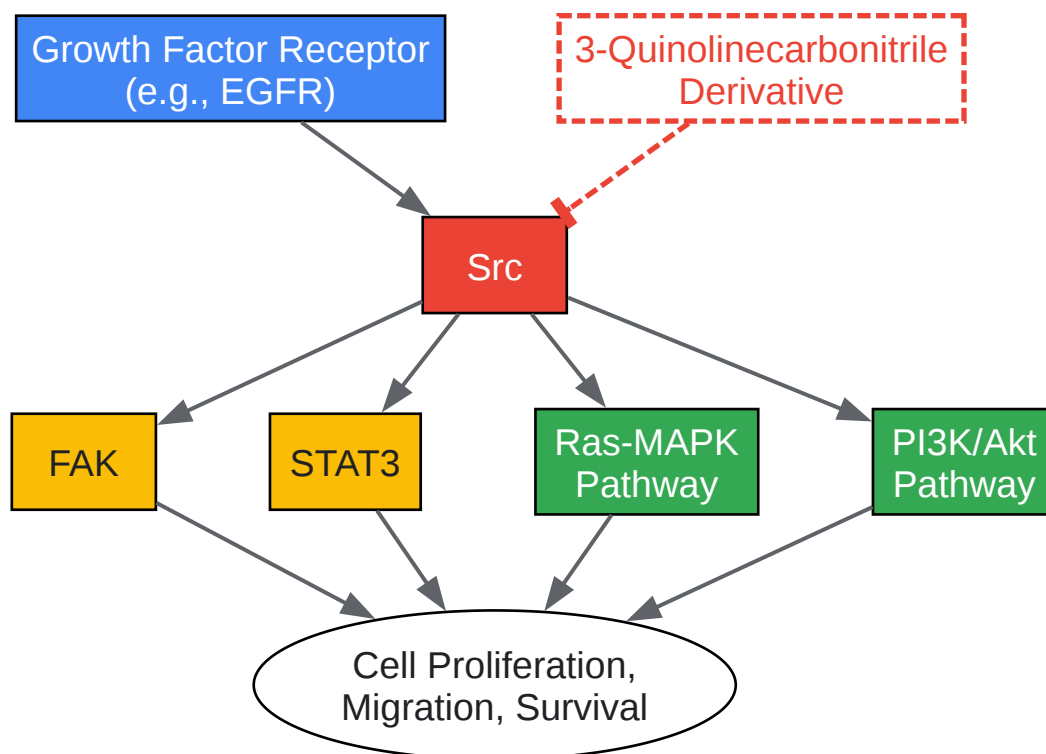 Growth Factor Receptor
(e.g., EGFR)
3-Quinolinecarbonitrile
Derivative
Src
FAK
STAT3
Ras-MAPK
Pathway
PI3K/Akt
Pathway
Cell Proliferation,
Migration, Survival